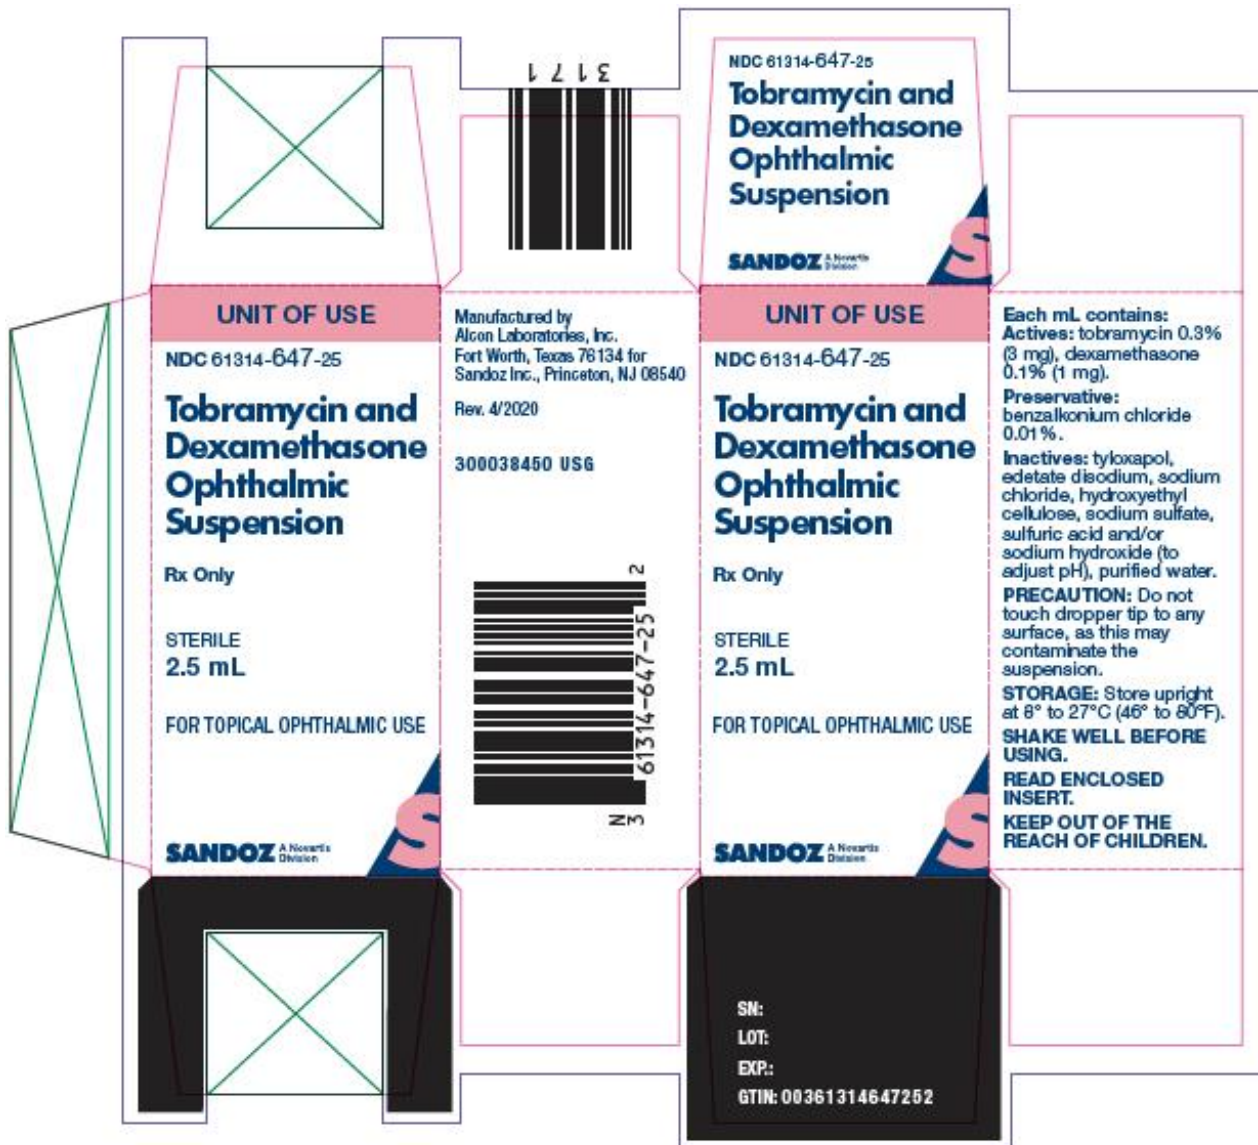 3171
NDC 61314-647-25
Tobramycin and
Dexamethasone
Ophthalmic
Suspension
SANDOZ A Novartis
Division
S
UNIT OF USE
NDC 61314-647-25
Tobramycin and
Dexamethasone
Ophthalmic
Suspension
Rx Only
STERILE
2.5 mL
FOR TOPICAL OPHTHALMIC USE
SANDOZ A Novartis
Division
S
Manufactured by
Alcon Laboratories, Inc.
Fort Worth, Texas 76134 for
Sandoz Inc., Princeton, NJ 08540
Rev. 4/2020
300038450 USG
N
3
61314-647-25
2
UNIT OF USE
NDC 61314-647-25
Tobramycin and
Dexamethasone
Ophthalmic
Suspension
Rx Only
STERILE
2.5 mL
FOR TOPICAL OPHTHALMIC USE
SANDOZ A Novartis
Division
S
Each mL contains:
Actives: tobramycin 0.3%
(3 mg), dexamethasone
0.1% (1 mg).
Preservative:
benzalkonium chloride
0.01%.
Inactives: tyloxapol,
edetate disodium, sodium
chloride, hydroxyethyl
cellulose, sodium sulfate,
sulfuric acid and/or
sodium hydroxide (to
adjust pH), purified water.
PRECAUTION: Do not
touch dropper tip to any
surface, as this may
contaminate the
suspension.
STORAGE: Store upright
at 8° to 27°C (46° to 80°F).
SHAKE WELL BEFORE
USING.
READ ENCLOSED
INSERT.
KEEP OUT OF THE
REACH OF CHILDREN.
SN:
LOT:
EXP.:
GTIN: 00361314647252